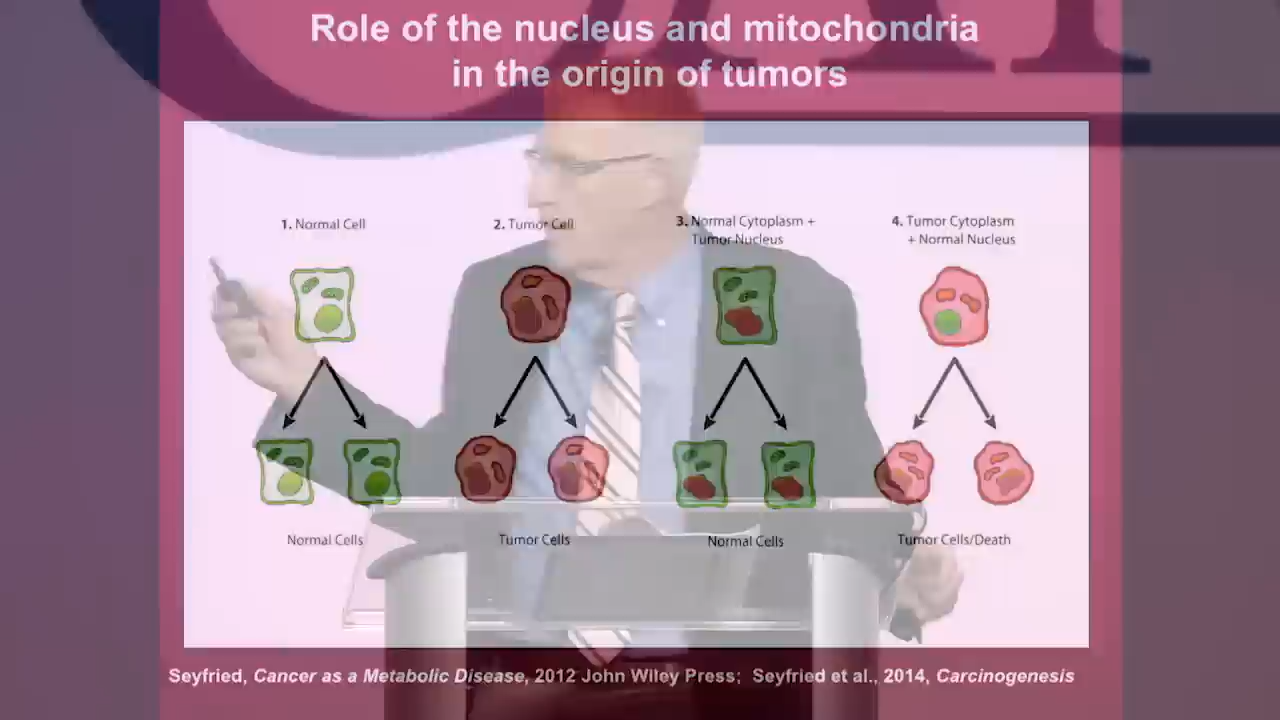 Role of the nucleus and mitochondria
in the origin of tumors
1. Normal Cell
2. Tumor Cell
3. Normal Cytoplasm +
Tumor Nucleus
4. Tumor Cytoplasm
+ Normal Nucleus
Normal Cells
Tumor Cells
Normal Cells
Tumor Cells/Death
Seyfried, Cancer as a Metabolic Disease, 2012 John Wiley Press; Seyfried et al., 2014, Carcinogenesis